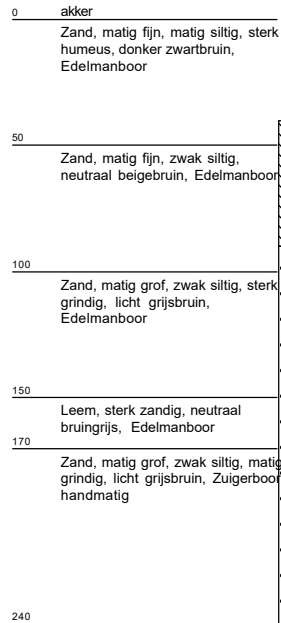 0 akker
Zand, matig fijn, matig siltig, sterk
humeus, donker zwartbruin,
Edelmanboor
50
Zand, matig fijn, zwak siltig,
neutraal beigebruin, Edelmanboor
100
Zand, matig grof, zwak siltig, sterk
grindig, licht grijsbruin,
Edelmanboor
150
Leem, sterk zandig, neutraal
bruingrijs, Edelmanboor
170
Zand, matig grof, zwak siltig, matig
grindig, licht grijsbruin, Zuigerboor
handmatig
240